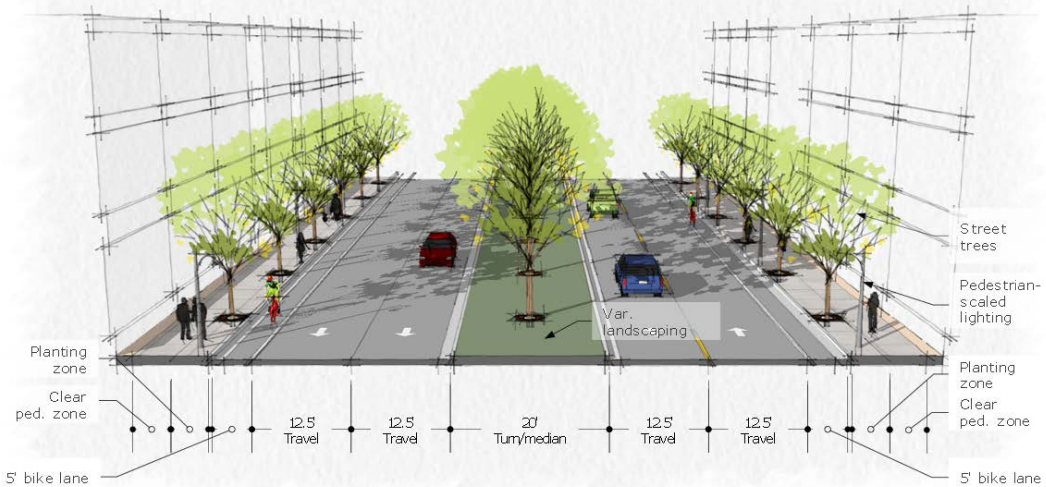 Street
trees
Pedestrian-
scaled
lighting
Var.
landscaping
Planting
zone
Clear
ped. zone
5' bike lane
12.5'
Travel
12.5'
Travel
20'
Turn/median
12.5'
Travel
12.5'
Travel
Planting
zone
Clear
ped. zone
5' bike lane